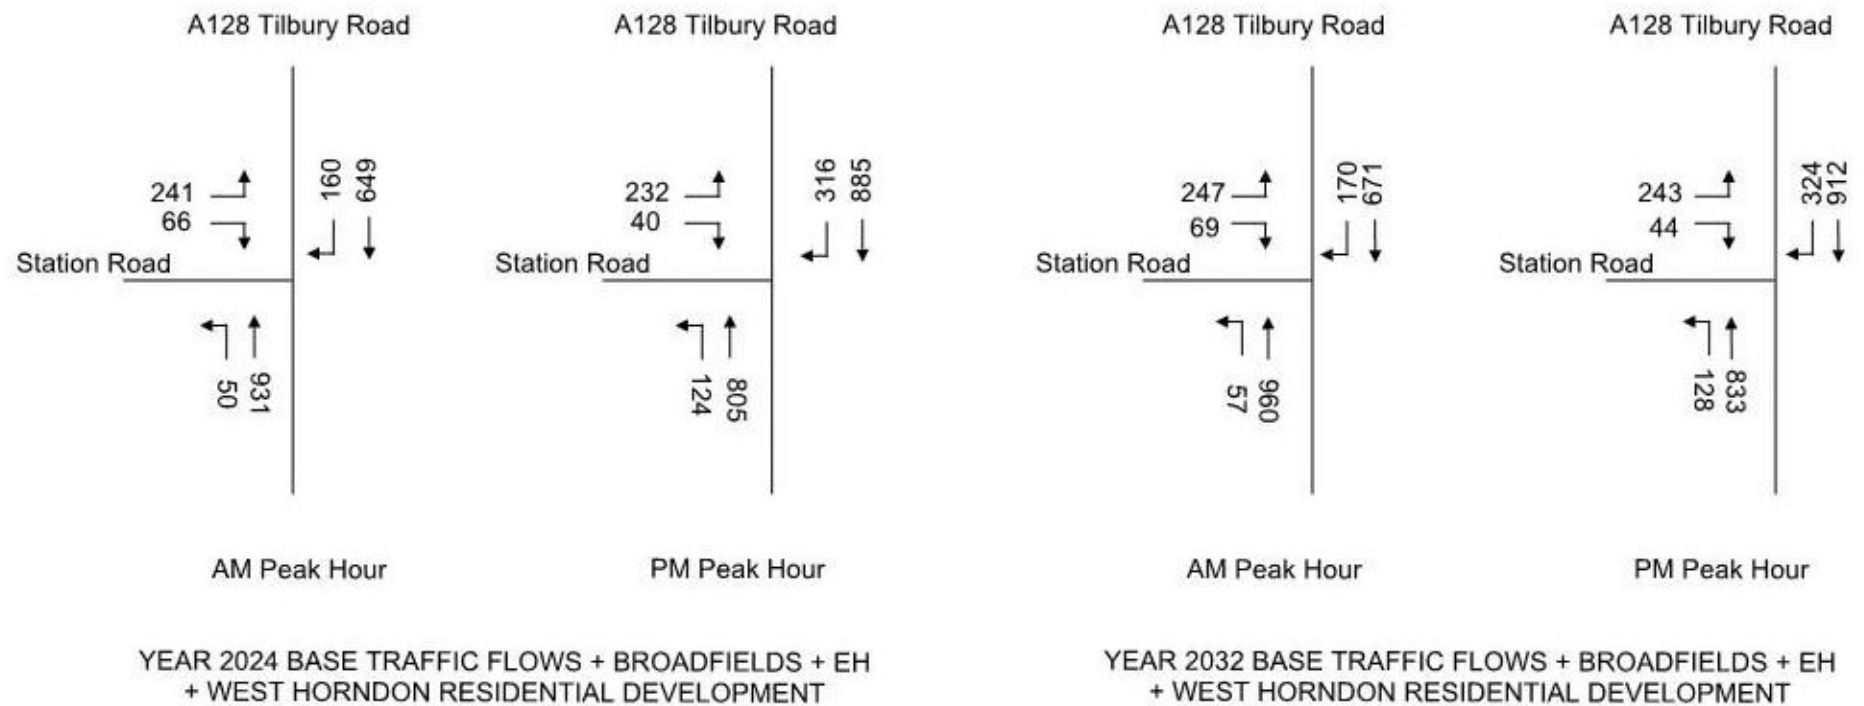 A128 Tilbury Road
241
66
160
649
Station Road
50
931
AM Peak Hour
A128 Tilbury Road
232
40
316
885
Station Road
124
805
PM Peak Hour
YEAR 2024 BASE TRAFFIC FLOWS + BROADFIELDS + EH
+ WEST HORNDON RESIDENTIAL DEVELOPMENT
A128 Tilbury Road
247
69
170
671
Station Road
57
960
AM Peak Hour
A128 Tilbury Road
243
44
324
912
Station Road
128
833
PM Peak Hour
YEAR 2032 BASE TRAFFIC FLOWS + BROADFIELDS + EH
+ WEST HORNDON RESIDENTIAL DEVELOPMENT